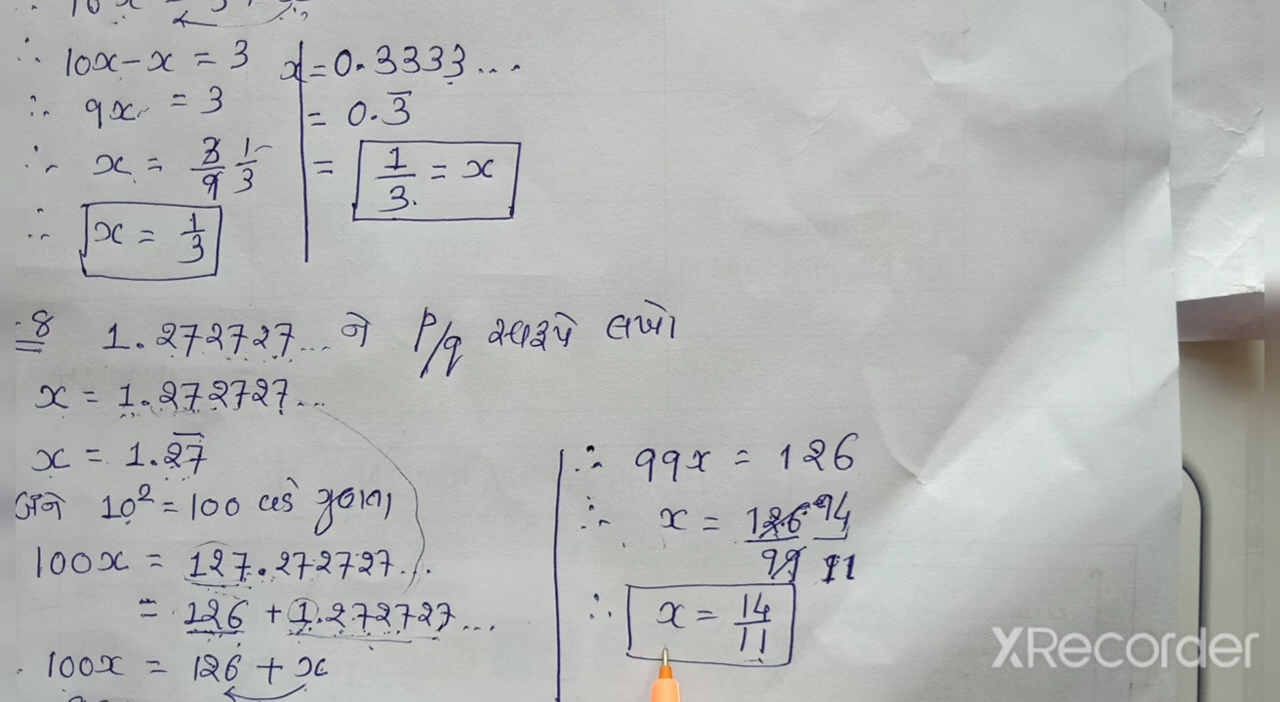 ∴ 10x - x = 3
∴ 9x = 3
∴ x = 3/9 1/3
∴ x = 1/3
x = 0.3333...
= 0.3̅
= 1/3 = x
8 1.272727... ને P/q સ્વરૂપે લખો
x = 1.272727...
x = 1.2̅7̅
10² = 100 વડે ગુણતા
100x = 127.272727...
= 126 + 1.272727...
100x = 126 + x
∴ 99x = 126
∴ x = 126/99 14/11
∴ x = 14/11
XRecorder